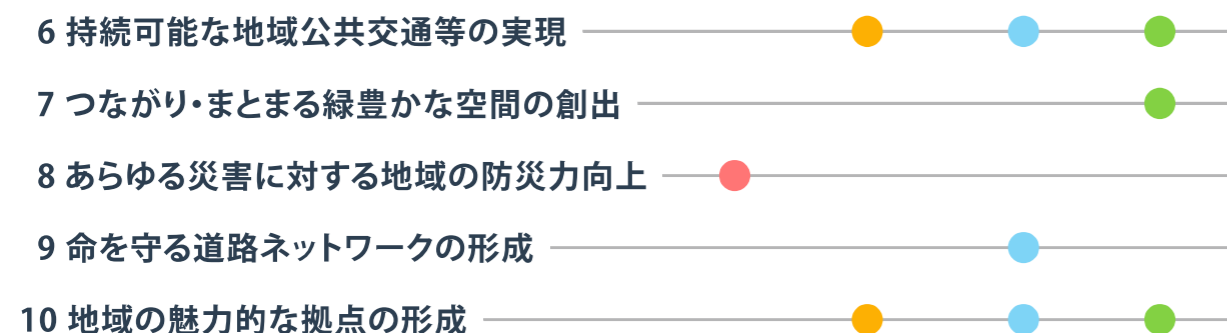 6 持続可能な地域公共交通等の実現
7 つながり・まとまる緑豊かな空間の創出
8 あらゆる災害に対する地域の防災力向上
9 命を守る道路ネットワークの形成
10 地域の魅力的な拠点の形成